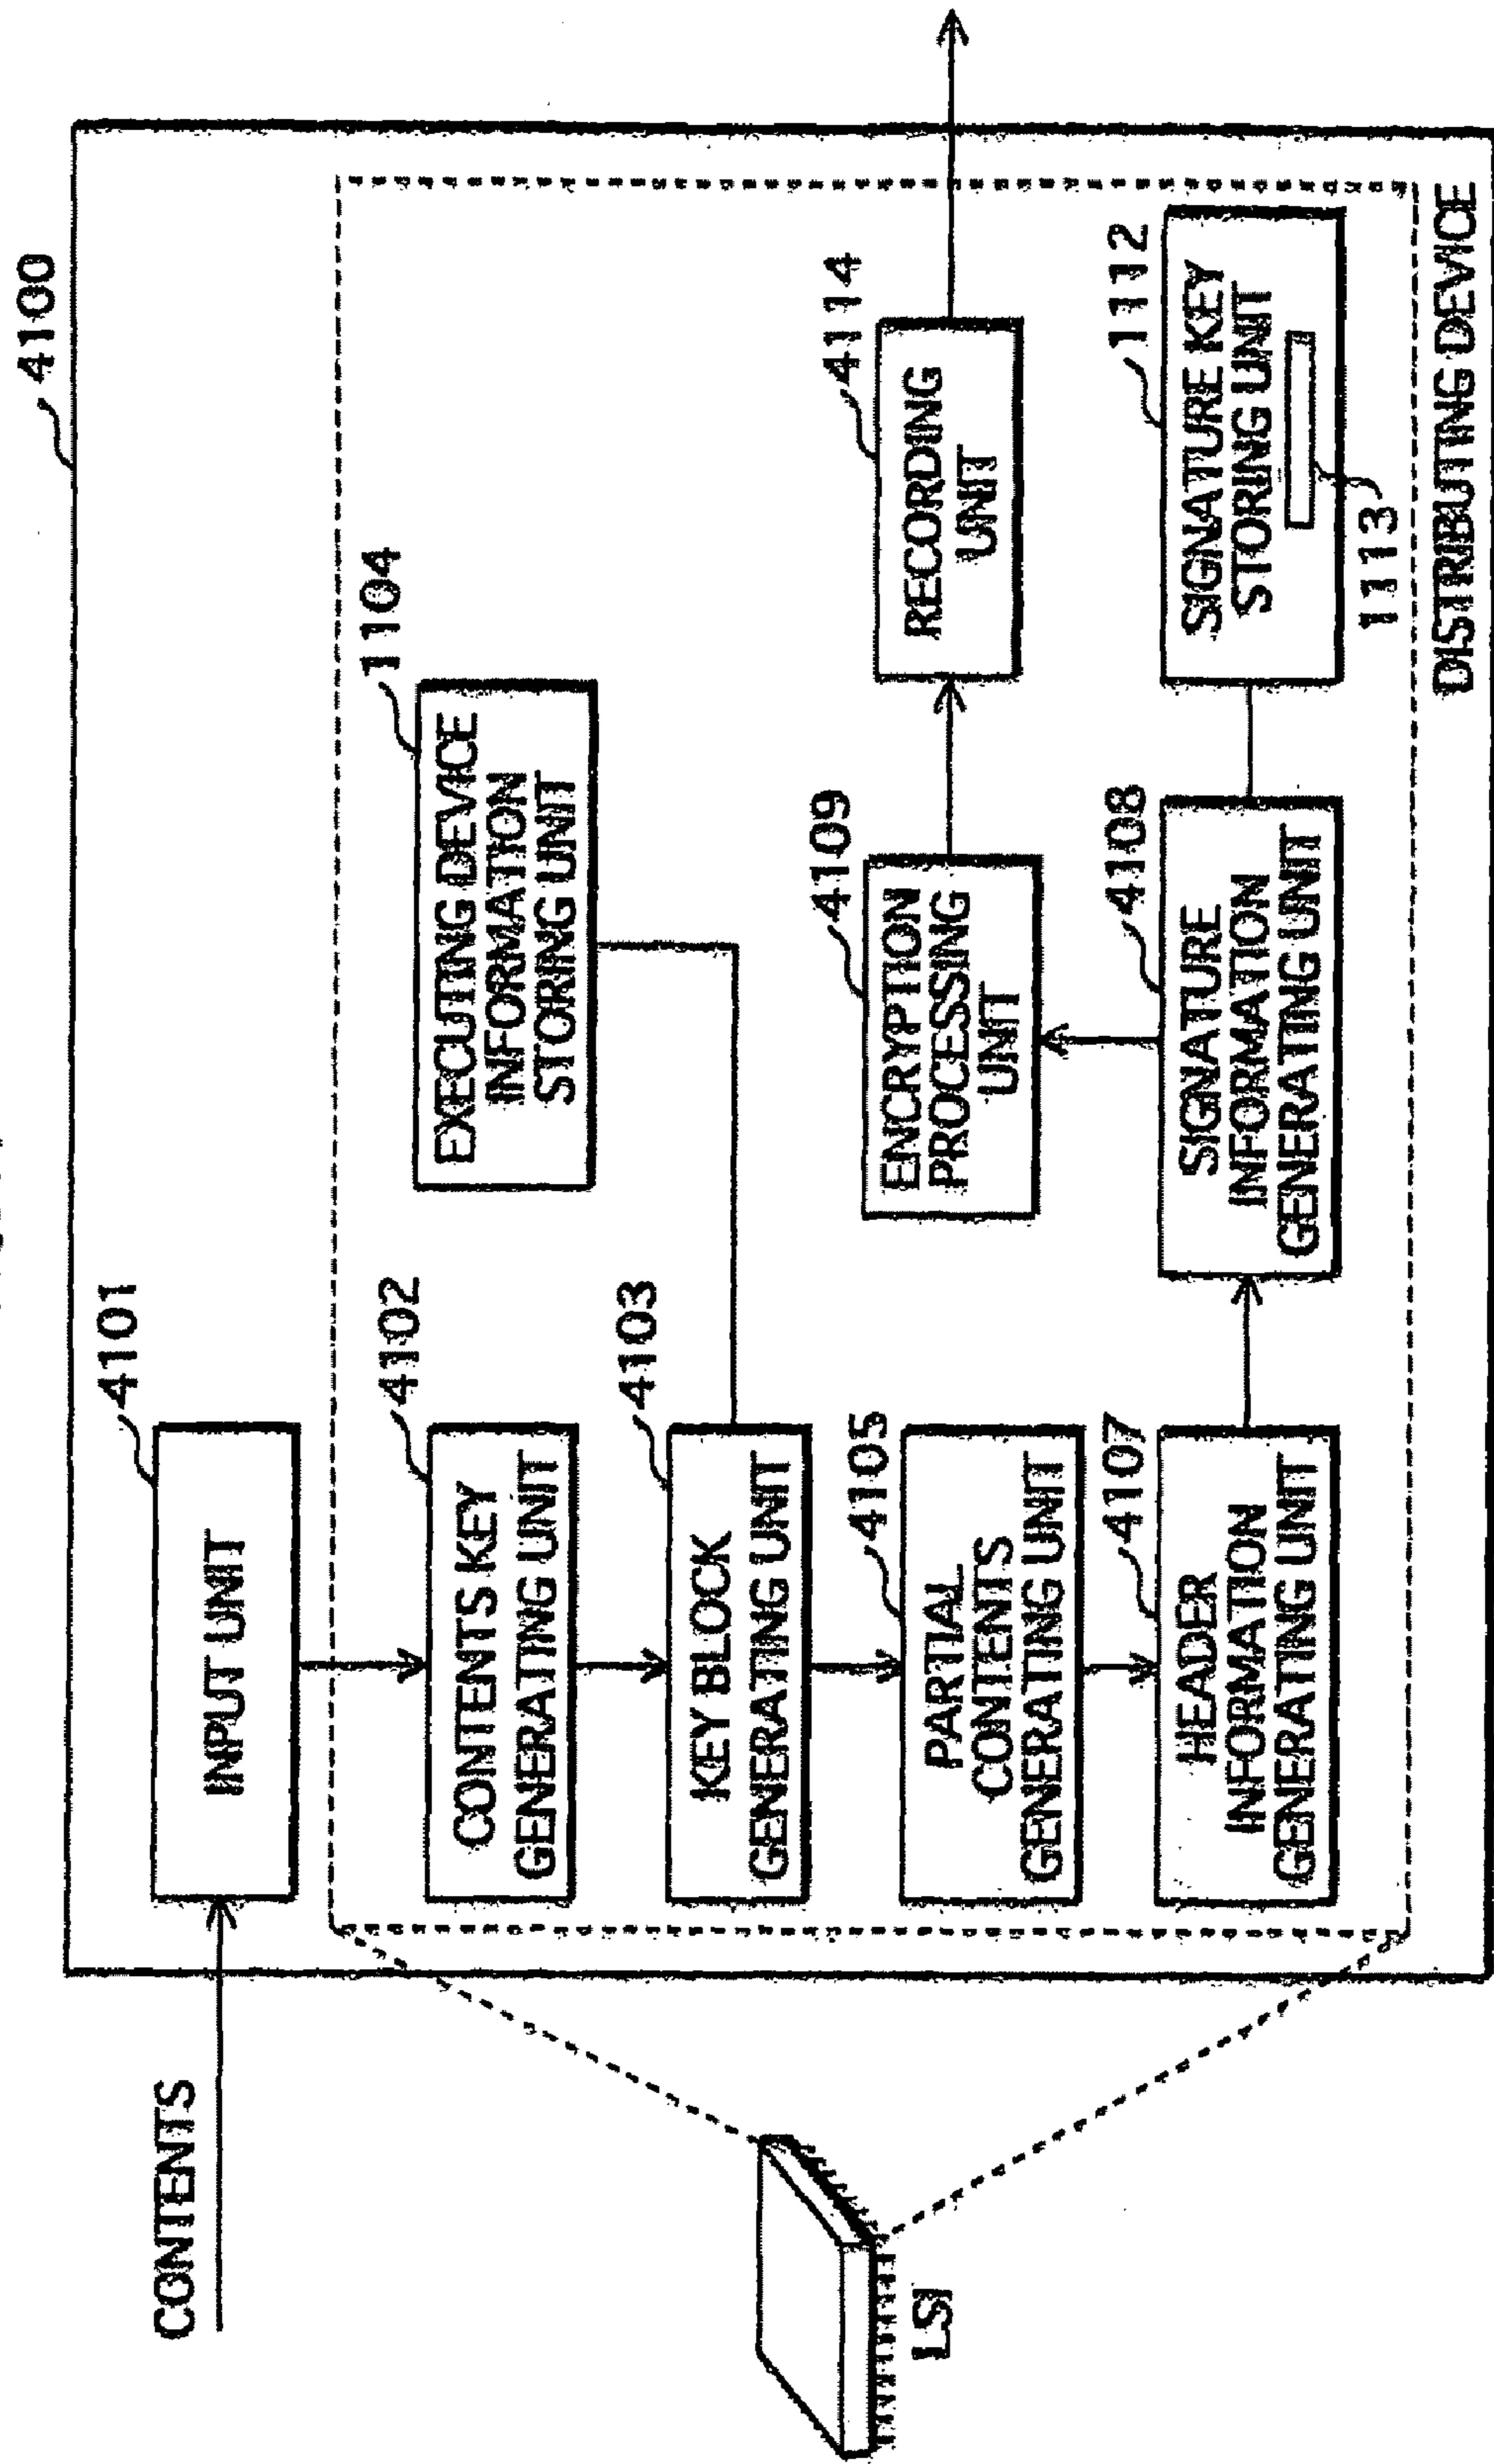 4100
CONTENTS
4101
INPUT UNIT
4102
CONTENTS KEY
GENERATING UNIT
1104
EXECUTING DEVICE
INFORMATION
STORING UNIT
4103
KEY BLOCK
GENERATING UNIT
4105
PARTIAL
CONTENTS
GENERATING UNIT
4109
ENCRYPTION
PROCESSING
UNIT
4114
RECORDING
UNIT
4107
HEADER
INFORMATION
GENERATING UNIT
4108
SIGNATURE
INFORMATION
GENERATING UNIT
1112
SIGNATURE KEY
STORING UNIT
1113
LSI
DISTRIBUTING DEVICE